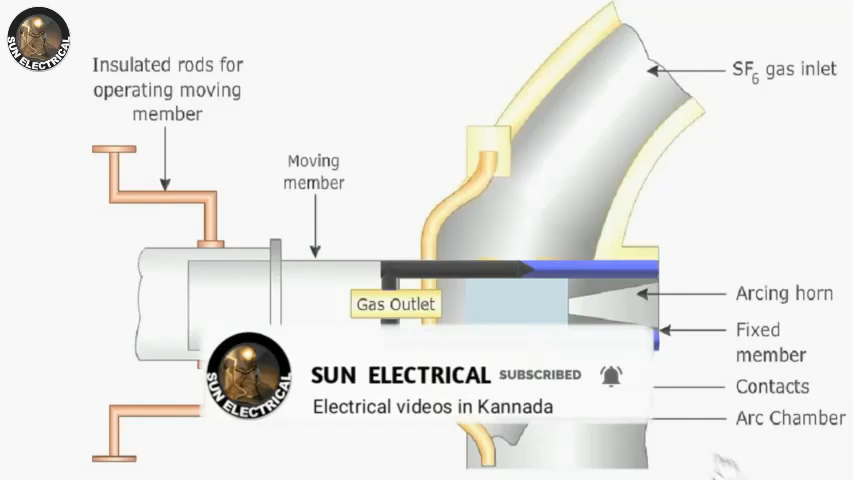 SUN ELECTRICAL
Insulated rods for
operating moving
member
Moving
member
SF6 gas inlet
Gas Outlet
Arcing horn
Fixed
member
Contacts
Arc Chamber
SUN ELECTRICAL
SUN ELECTRICAL SUBSCRIBED
Electrical videos in Kannada